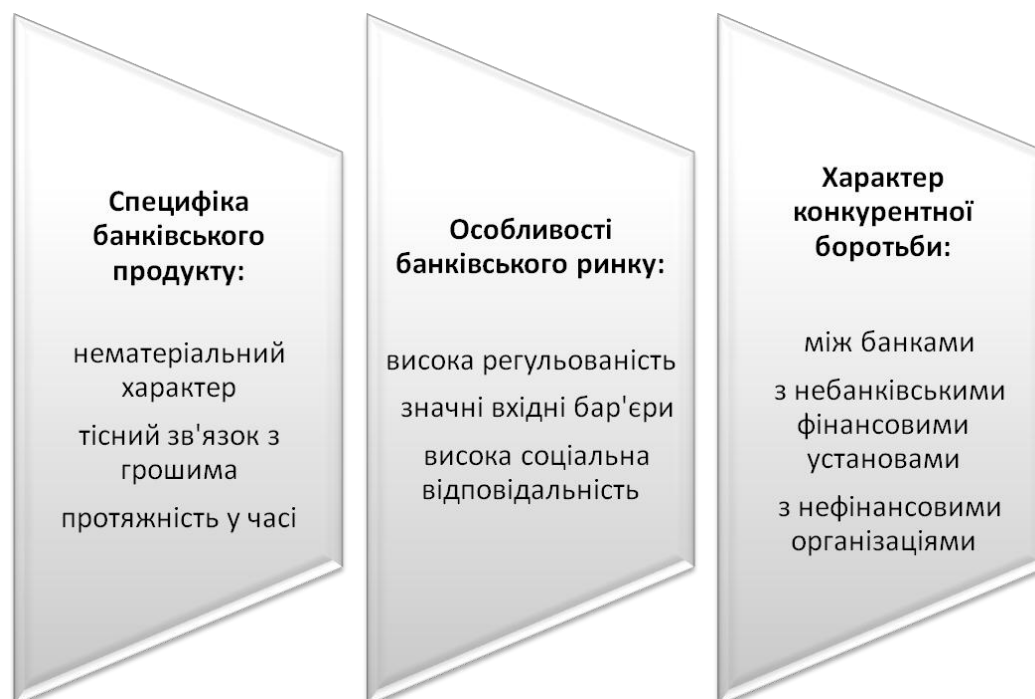 Специфіка
банківського
продукту:
нематеріальний
характер
тісний зв'язок з
грошима
протяжність у часі
Особливості
банківського ринку:
висока регульованість
значні вхідні бар'єри
висока соціальна
відповідальність
Характер
конкурентної
боротьби:
між банками
з небанківськими
фінансовими
установами
з нефінансовими
організаціями